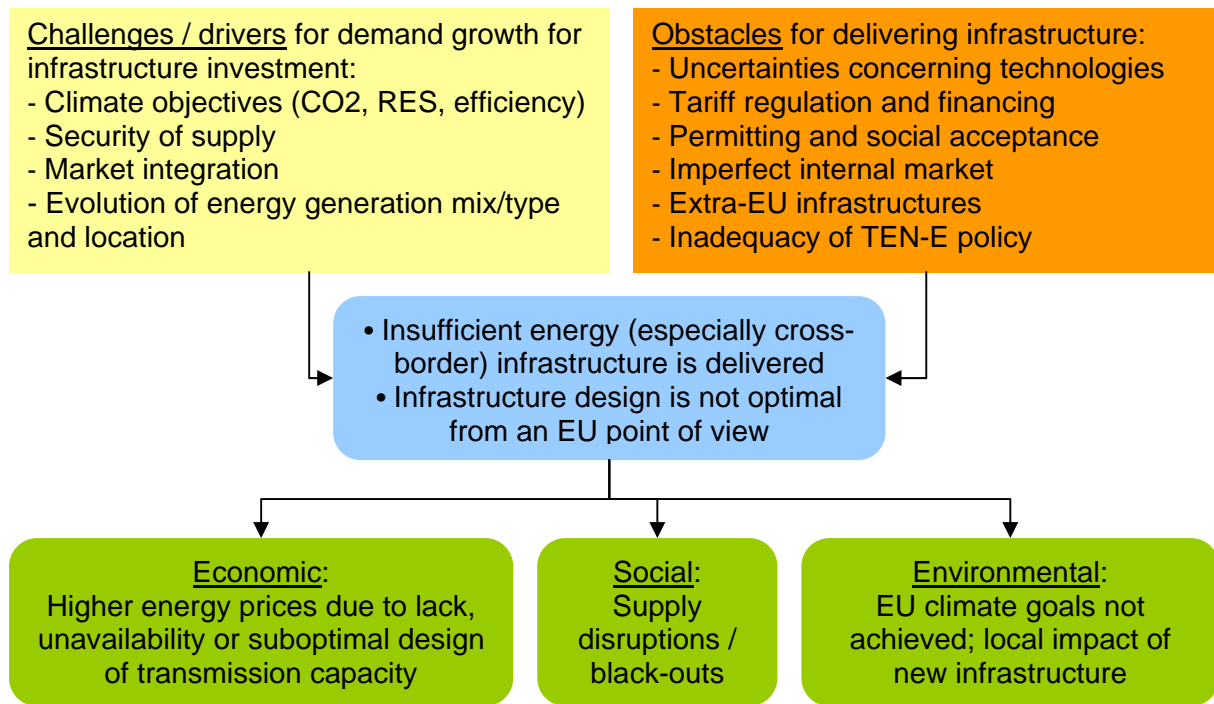 Challenges / drivers for demand growth for
infrastructure investment:
- Climate objectives (CO2, RES, efficiency)
- Security of supply
- Market integration
- Evolution of energy generation mix/type
and location
Obstacles for delivering infrastructure:
- Uncertainties concerning technologies
- Tariff regulation and financing
- Permitting and social acceptance
- Imperfect internal market
- Extra-EU infrastructures
- Inadequacy of TEN-E policy
• Insufficient energy (especially cross-
border) infrastructure is delivered
• Infrastructure design is not optimal
from an EU point of view
Economic:
Higher energy prices due to lack,
unavailability or suboptimal design
of transmission capacity
Social:
Supply
disruptions /
black-outs
Environmental:
EU climate goals not
achieved; local impact of
new infrastructure